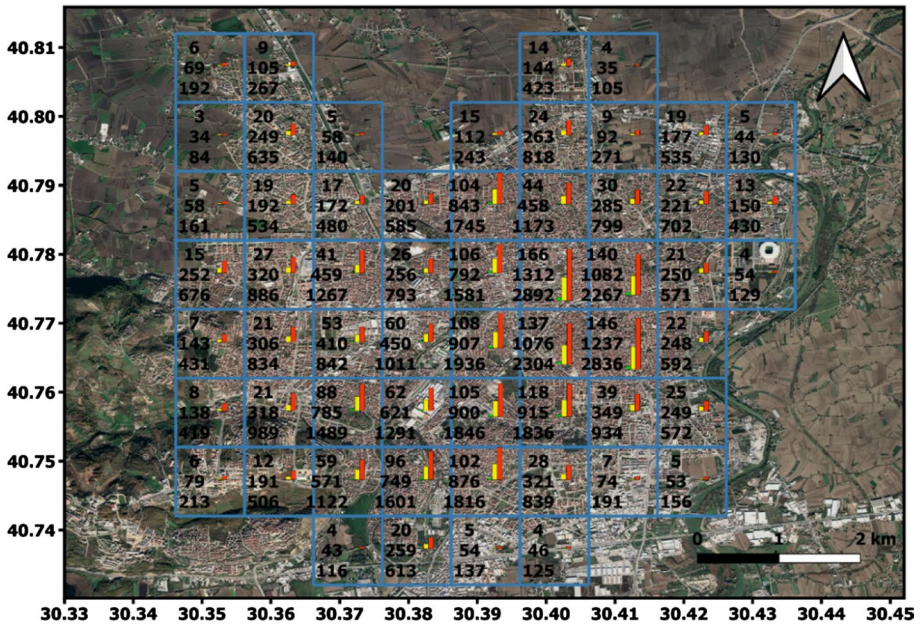 40.81
6 9 14 4
69 105 144 35
192 267 423 105
40.80
3 20 5 15 24 9 19 5
34 249 58 112 263 92 177 44
84 635 140 243 818 271 535 130
40.79
5 19 17 20 104 44 30 22 13
58 192 172 201 843 458 285 221 150
161 534 480 585 1745 1173 799 702 430
40.78
15 27 41 26 106 166 140 21 4
252 320 459 256 792 1312 1082 250 54
676 886 1267 793 1581 2892 2267 571 129
40.77
7 21 53 60 108 137 146 22
143 306 410 450 907 1076 1237 248
431 834 842 1011 1936 2304 2836 592
40.76
8 21 88 62 105 118 39 25
138 318 785 621 900 915 349 249
419 989 1489 1291 1846 1836 934 572
40.75
6 12 59 96 102 28 7 5
79 191 571 749 876 321 74 53
213 506 1122 1601 1816 839 191 156
40.74
4 20 5 4
43 259 54 46
116 613 137 125
0 1 2 km
30.33 30.34 30.35 30.36 30.37 30.38 30.39 30.40 30.41 30.42 30.43 30.44 30.45